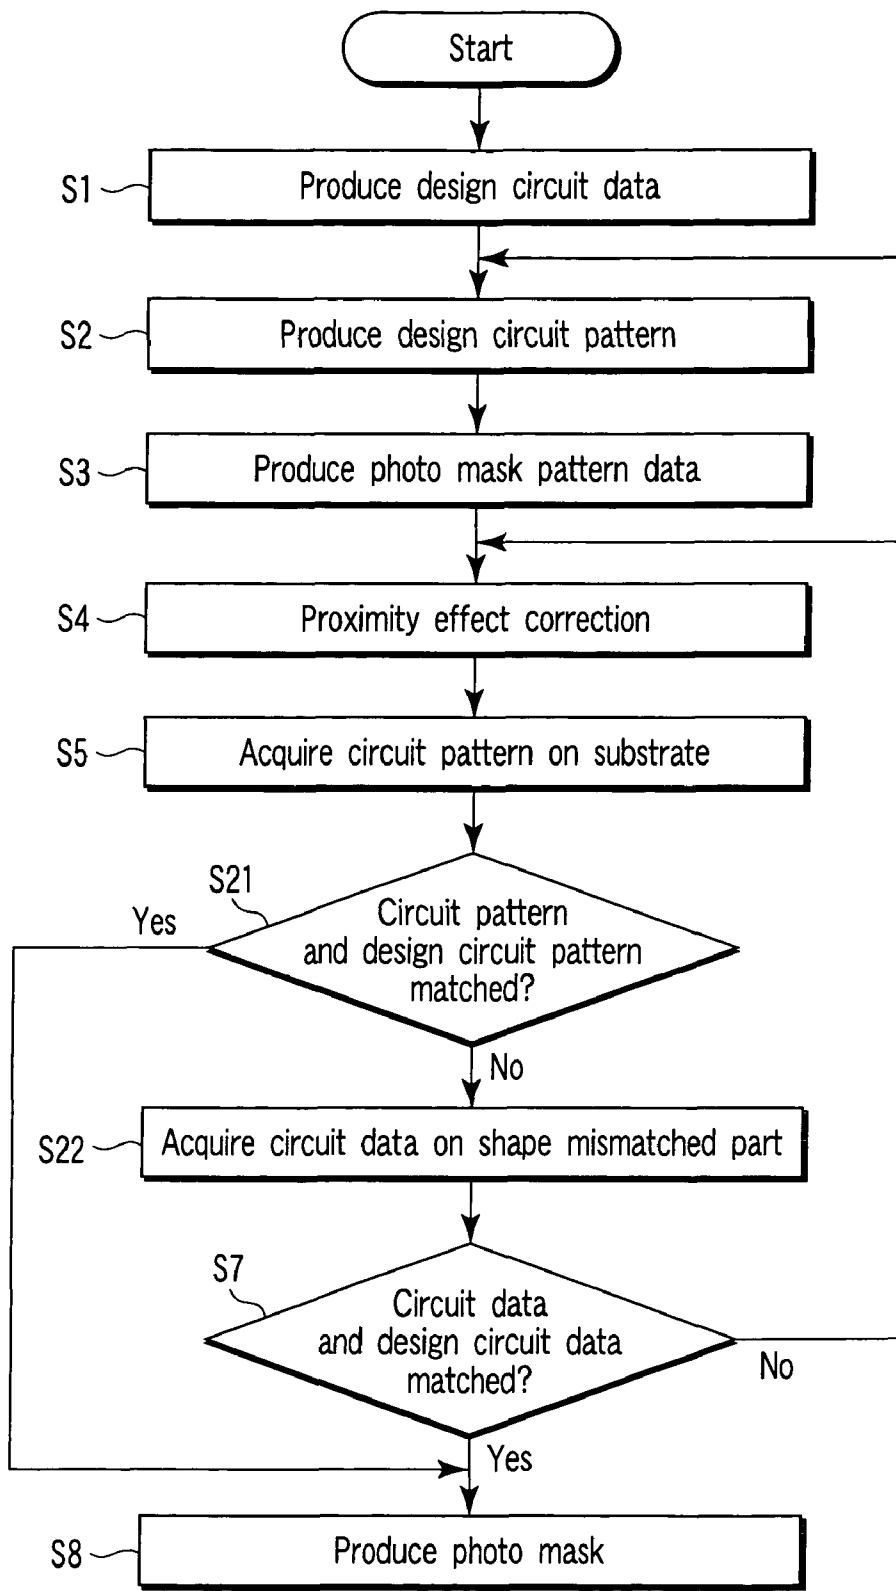 Start
S1
Produce design circuit data
S2
Produce design circuit pattern
S3
Produce photo mask pattern data
S4
Proximity effect correction
S5
Acquire circuit pattern on substrate
S21
Yes
Circuit pattern
and design circuit pattern
matched?
No
S22
Acquire circuit data on shape mismatched part
S7
Circuit data
and design circuit data
matched?
No
Yes
S8
Produce photo mask